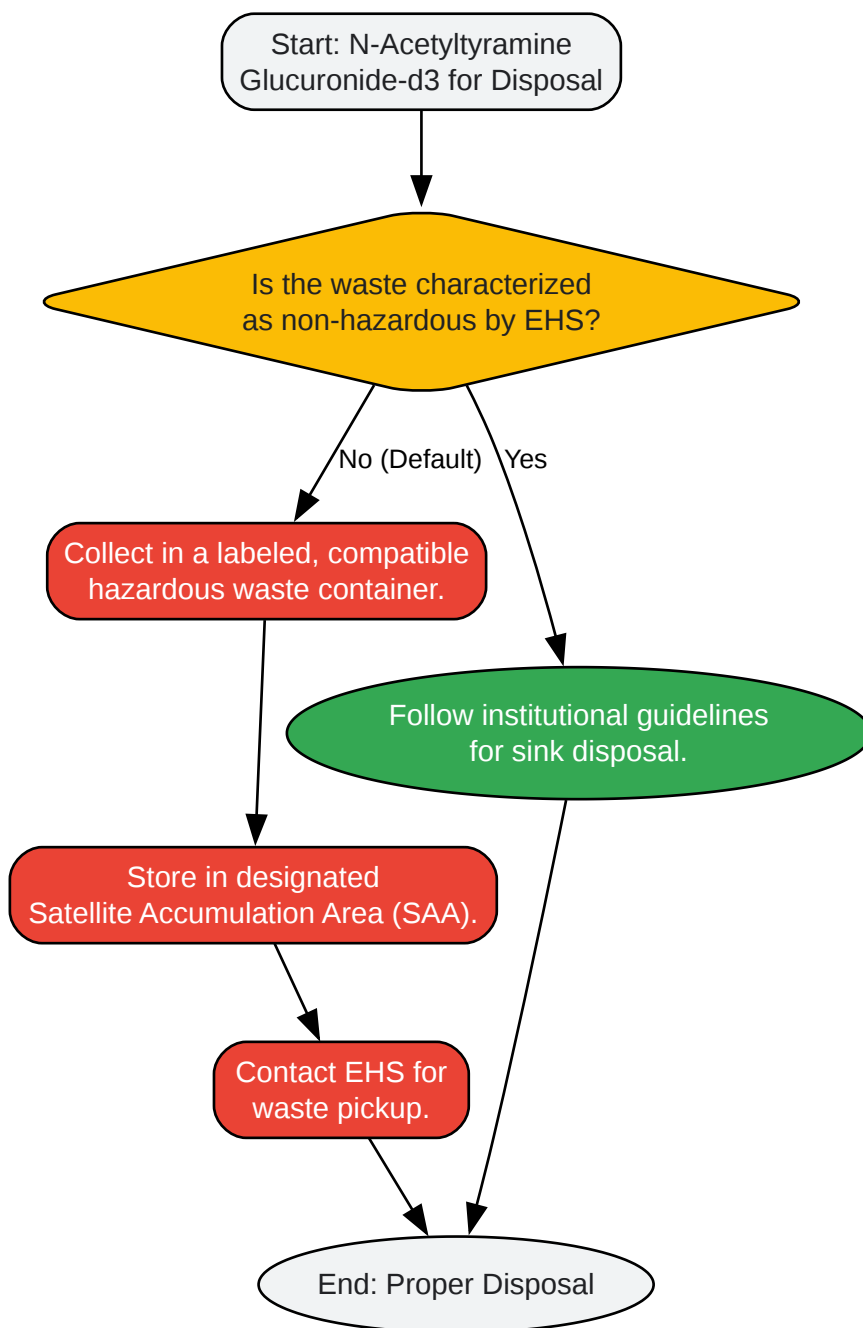 Start: N-Acetyltyramine
Glucuronide-d3 for Disposal
Is the waste characterized
as non-hazardous by EHS?
No (Default)
Yes
Collect in a labeled, compatible
hazardous waste container.
Follow institutional guidelines
for sink disposal.
Store in designated
Satellite Accumulation Area (SAA).
Contact EHS for
waste pickup.
End: Proper Disposal